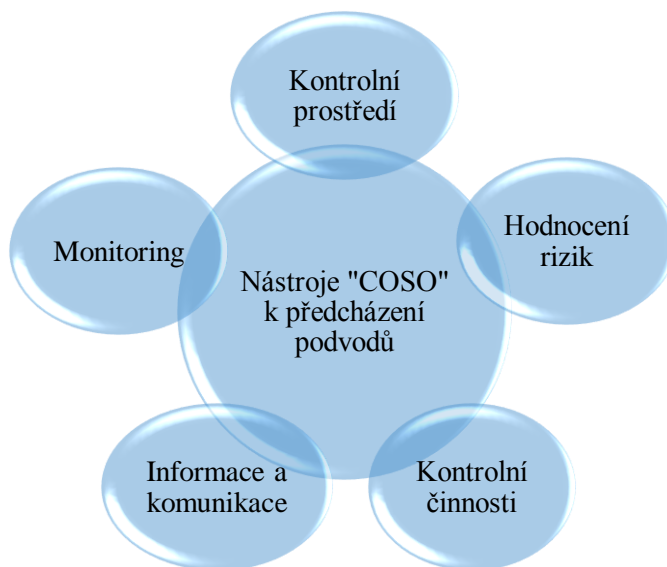 Kontrolní
prostředí
Hodnocení
rizik
Monitoring
Nástroje "COSO"
k předcházení
podvodů
Informace a
komunikace
Kontrolní
činnosti